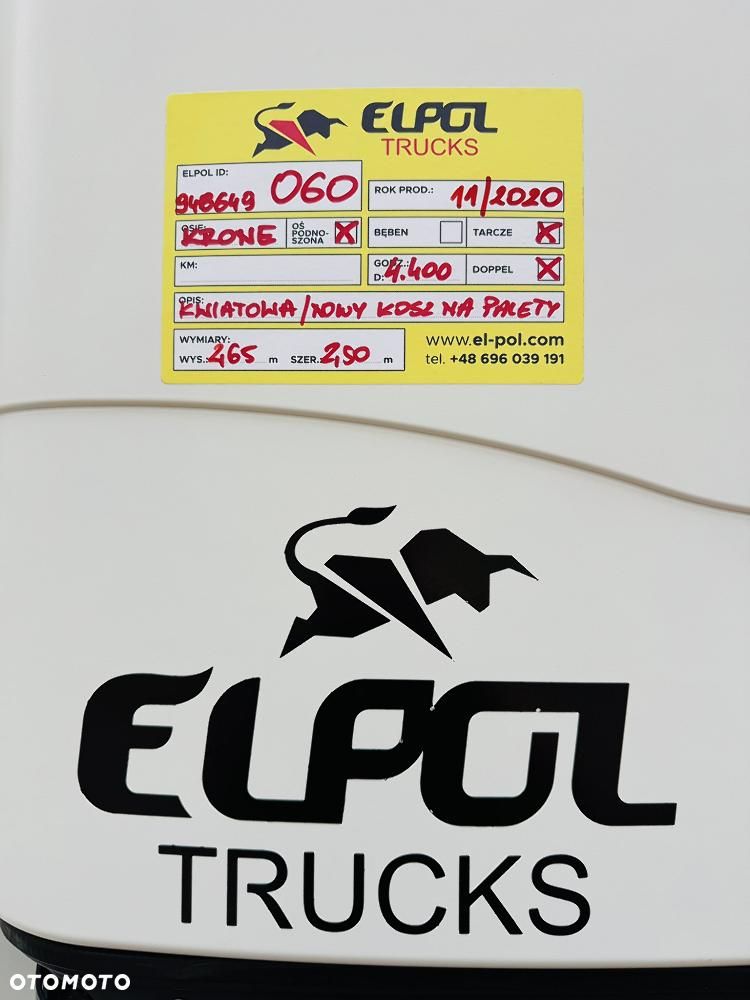 ELPOL
TRUCKS
ELPOL ID:
948649 060
ROK PROD.: 11/2020
OSIE: KRONE
OŚ PODNO-
SZONA X
BĘBEN
TARCZE X
KM:
GODZ.:
D: 4.400
DOPPEL X
OPIS:
KWIATOWA/NOWY KOSZ NA PALETY
WYMIARY:
WYS.: 2,65 m SZER.: 2,50 m
www.el-pol.com
tel. +48 696 039 191
ELPOL
TRUCKS
OTOMOTO